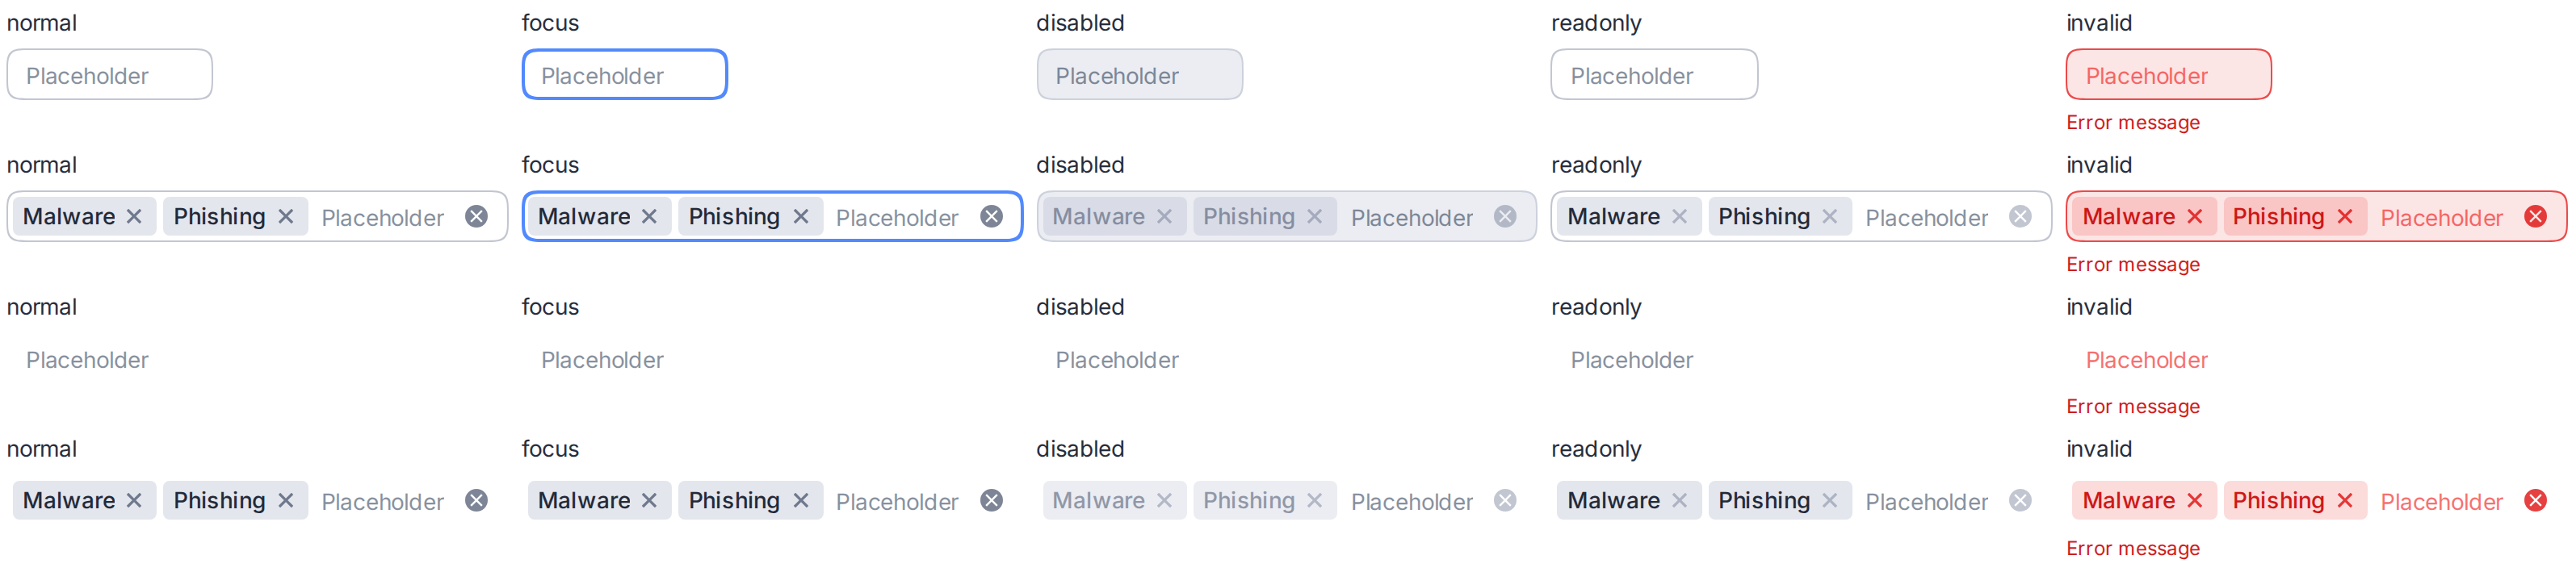 normal focus disabled readonly invalid
Placeholder Placeholder Placeholder Placeholder Placeholder
Error message
normal focus disabled readonly invalid
Malware Phishing Placeholder Malware Phishing Placeholder Malware Phishing Placeholder Malware Phishing Placeholder Malware Phishing Placeholder
Error message
normal focus disabled readonly invalid
Placeholder Placeholder Placeholder Placeholder Placeholder
Error message
normal focus disabled readonly invalid
Malware Phishing Placeholder Malware Phishing Placeholder Malware Phishing Placeholder Malware Phishing Placeholder Malware Phishing Placeholder
Error message